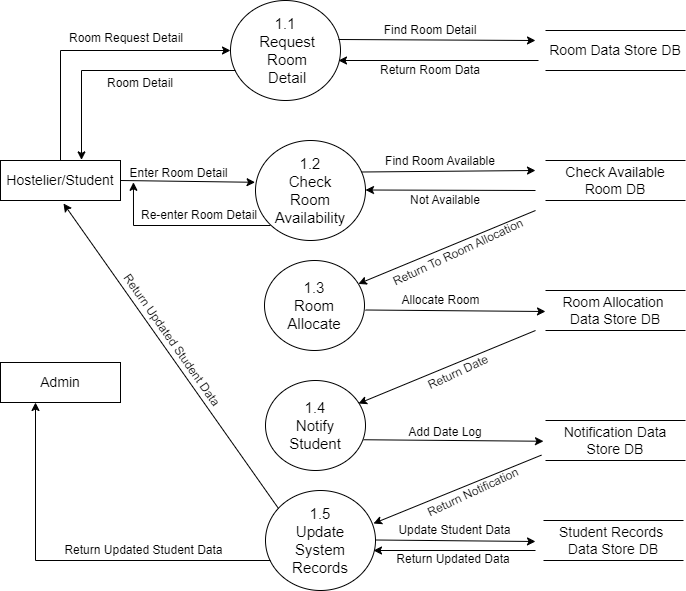 1.1
Request
Room
Detail
Room Request Detail
Find Room Detail
Room Data Store DB
Room Detail
Return Room Data
Hostelier/Student
Enter Room Detail
Re-enter Room Detail
1.2
Check
Room
Availability
Find Room Available
Not Available
Check Available
Room DB
Return To Room Allocation
1.3
Room
Allocate
Allocate Room
Room Allocation
Data Store DB
Return Updated Student Data
Return Date
Admin
1.4
Notify
Student
Add Date Log
Notification Data
Store DB
Return Notification
1.5
Update
System
Records
Update Student Data
Return Updated Data
Student Records
Data Store DB
Return Updated Student Data